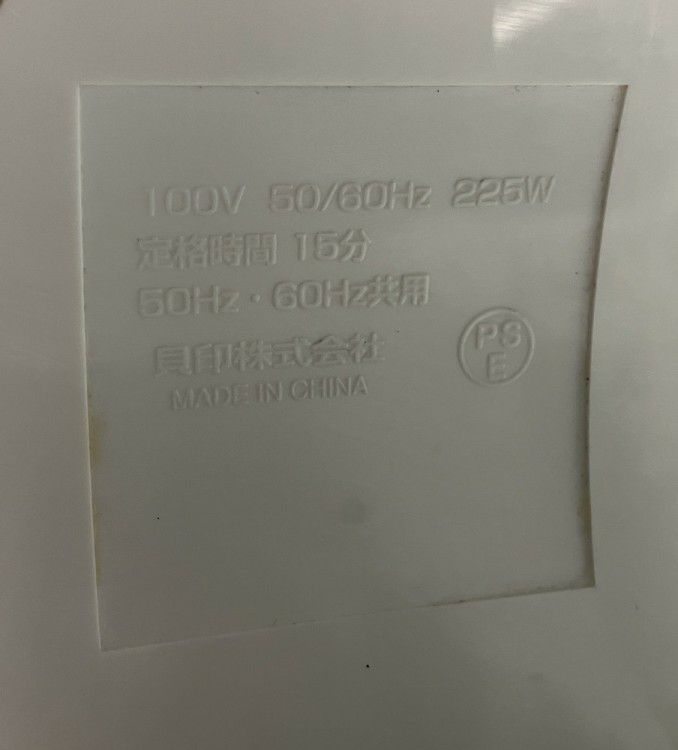 100V 50/60Hz 225W
定格時間 15分
50Hz・60Hz共用
貝印株式会社
PS
E
MADE IN CHINA